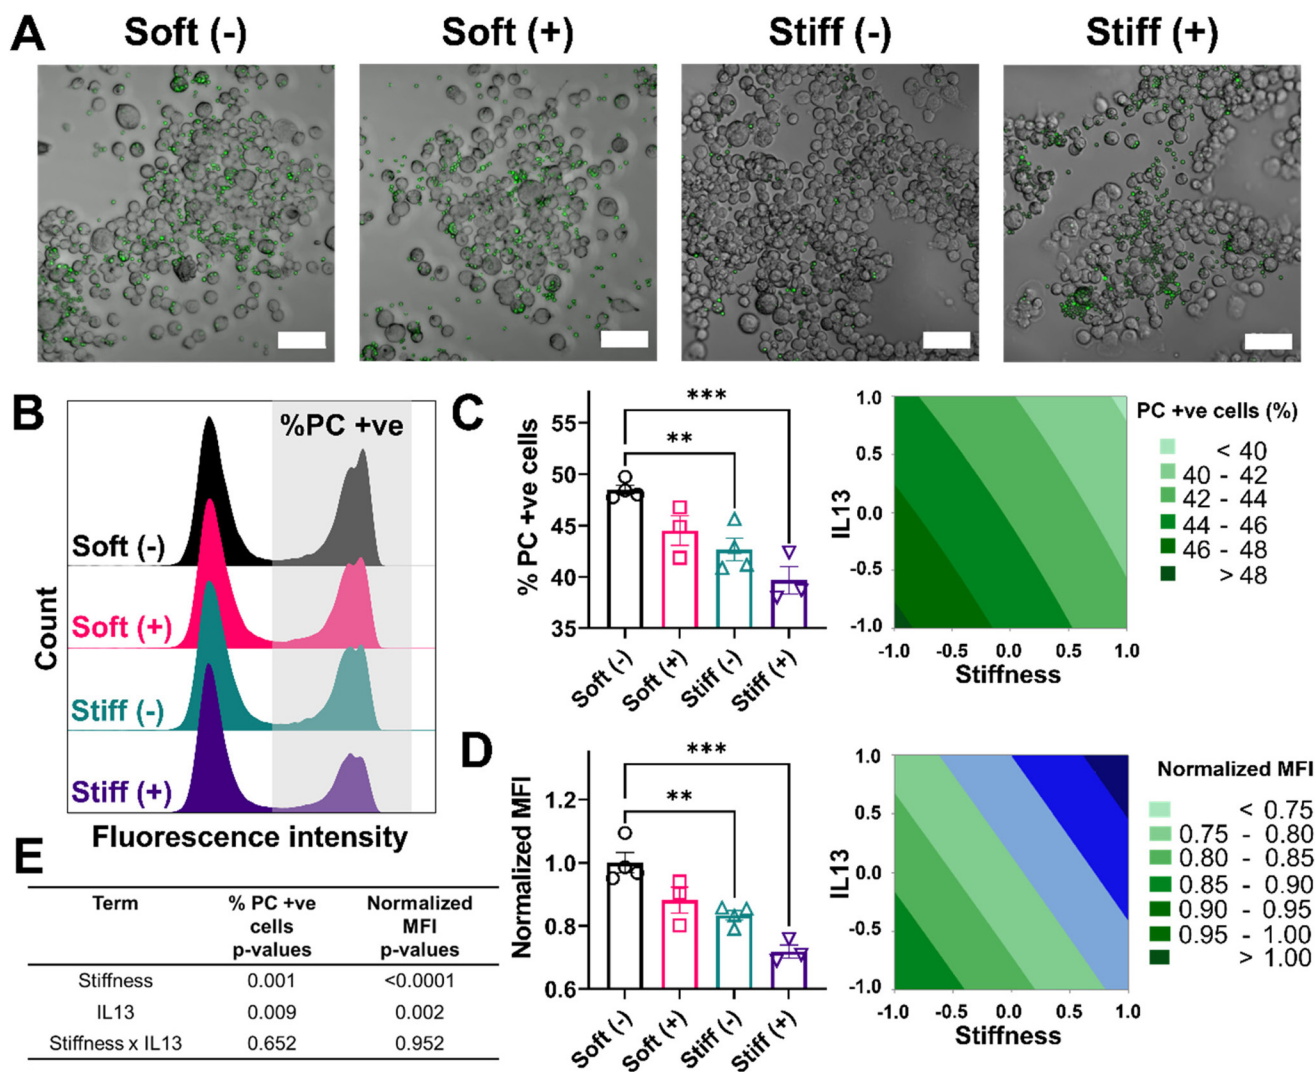 A
Soft (-)
Soft (+)
Stiff (-)
Stiff (+)
B
%PC +ve
Soft (-)
Soft (+)
Stiff (-)
Stiff (+)
Count
Fluorescence intensity
C
% PC +ve cells
55
50
45
40
35
***
**
Soft (-)
Soft (+)
Stiff (-)
Stiff (+)
IL13
1.0
0.5
0.0
-0.5
-1.0
-1.0 -0.5 0.0 0.5 1.0
Stiffness
PC +ve cells (%)
< 40
40 - 42
42 - 44
44 - 46
46 - 48
> 48
D
Normalized MFI
1.2
1.0
0.8
0.6
***
**
Soft (-)
Soft (+)
Stiff (-)
Stiff (+)
IL13
1.0
0.5
0.0
-0.5
-1.0
-1.0 -0.5 0.0 0.5 1.0
Stiffness
Normalized MFI
< 0.75
0.75 - 0.80
0.80 - 0.85
0.85 - 0.90
0.90 - 0.95
0.95 - 1.00
> 1.00
E
Term % PC +ve cells p-values Normalized MFI p-values
Stiffness 0.001 <0.0001
IL13 0.009 0.002
Stiffness x IL13 0.652 0.952